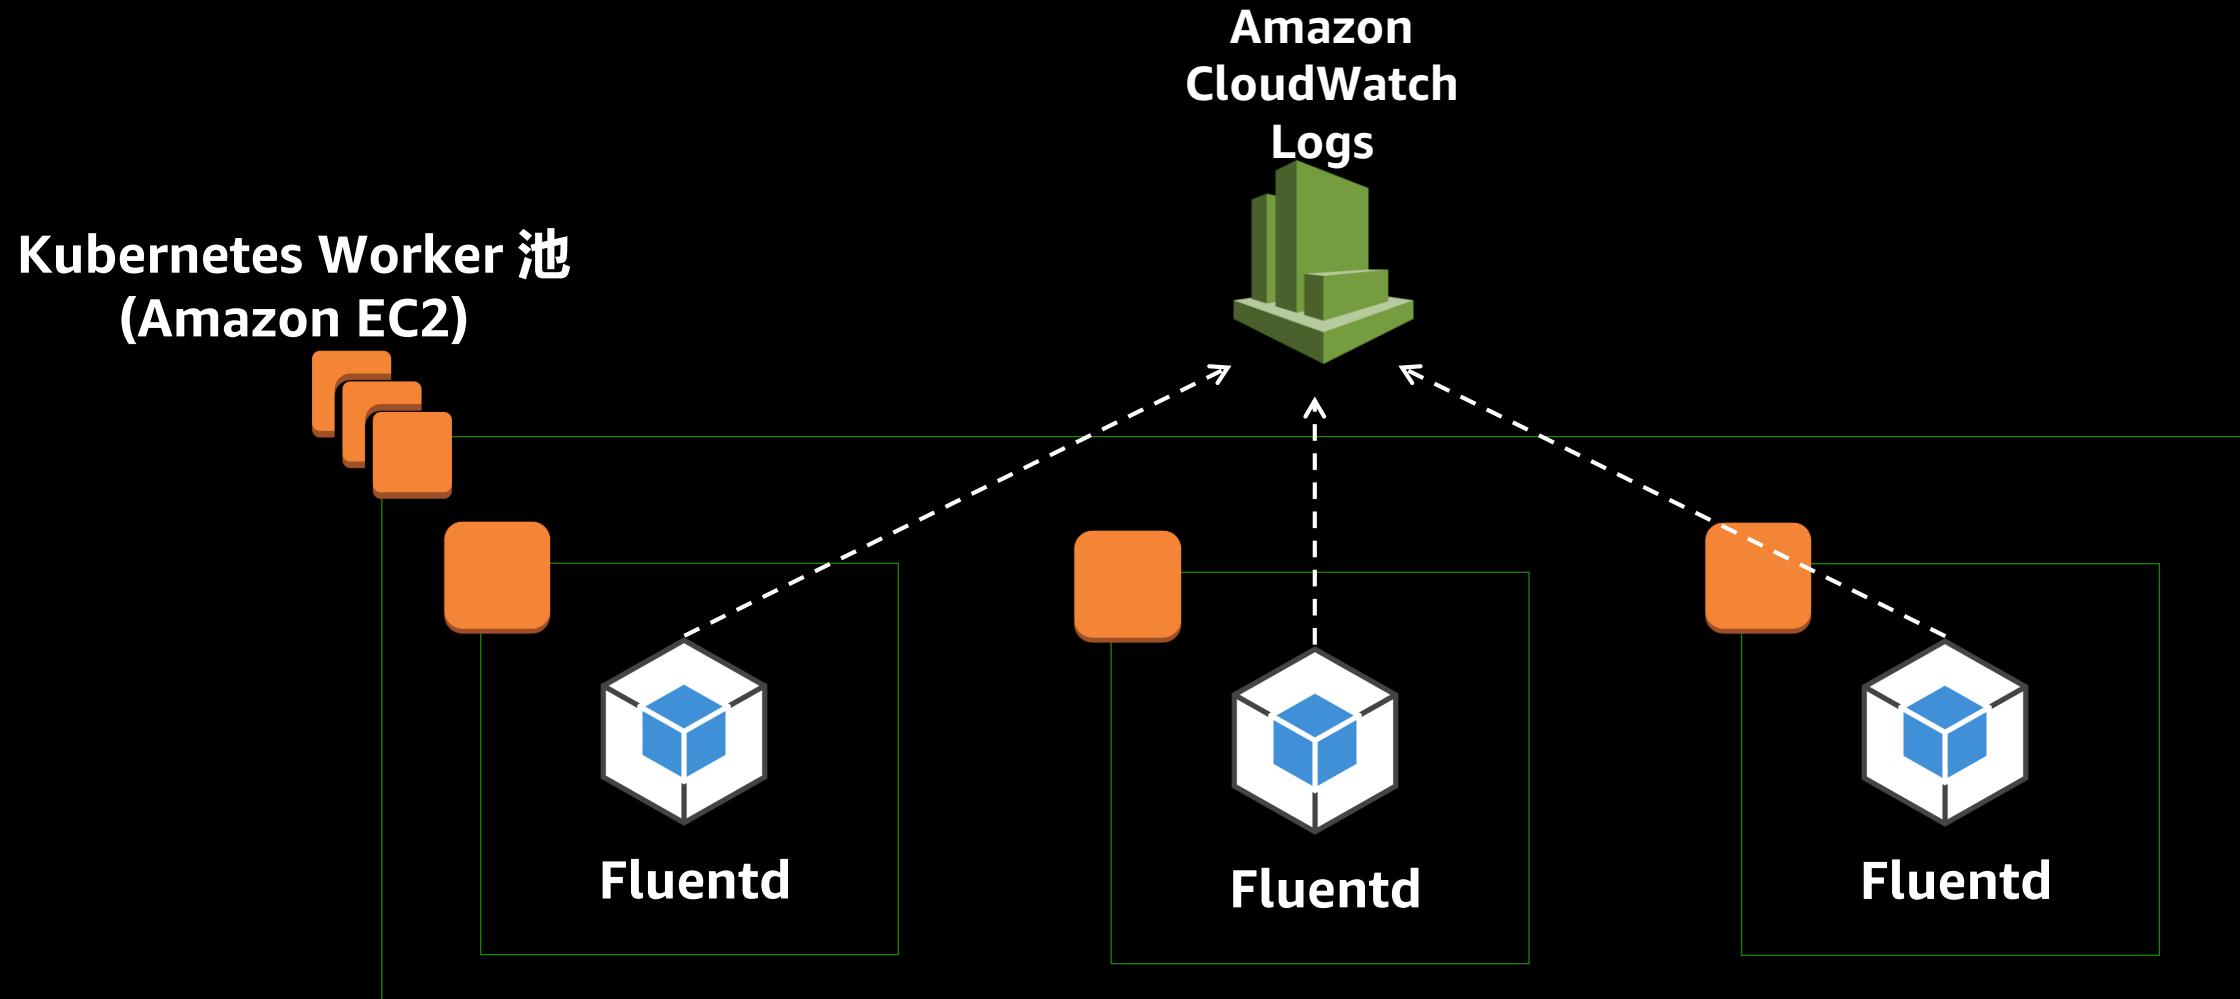 Amazon
CloudWatch
Logs
Kubernetes Worker 池
(Amazon EC2)
Fluentd
Fluentd
Fluentd